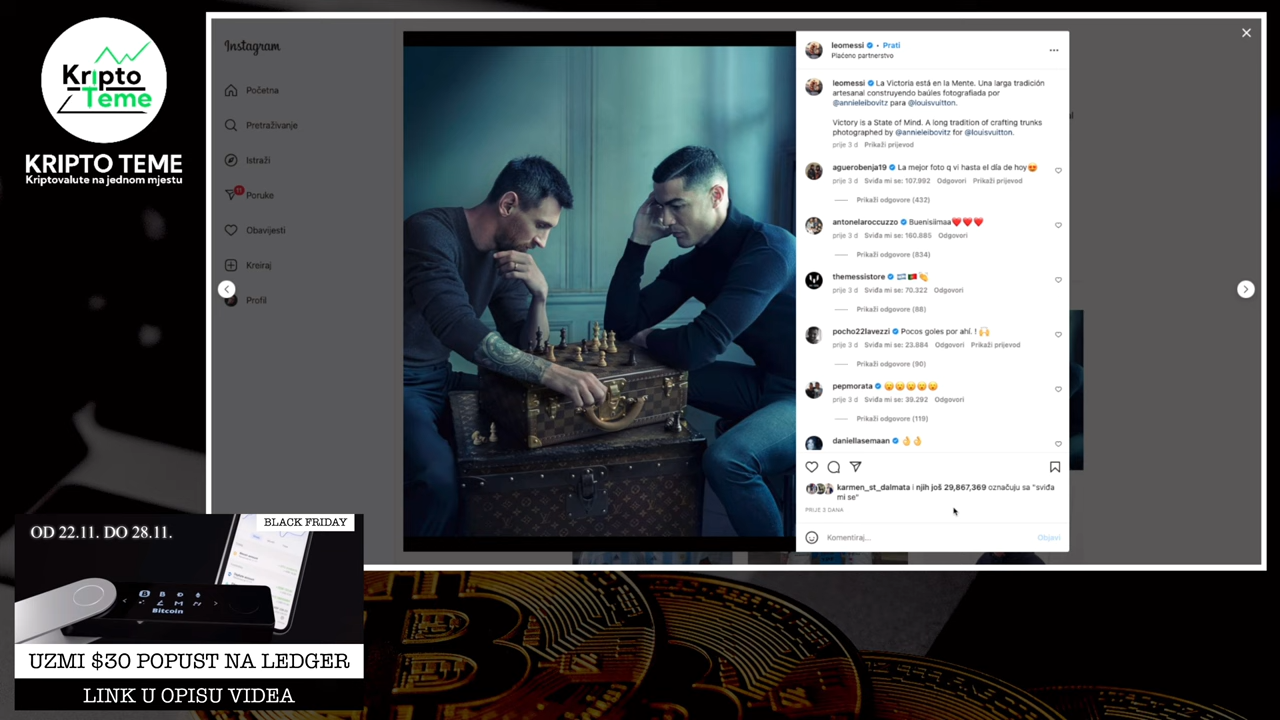 Kripto
Teme
KRIPTO TEME
Kriptovalute na jednom mjestu
Instagram
Početna
Pretraživanje
Istraži
Poruke
Obavijesti
Kreiraj
Profil
leomessi • Prati
Plaćeno partnerstvo
leomessi La Victoria está en la Mente. Una larga tradición
artesanal construyendo baúles fotografiada por
@annieleibovitz para @louisvuitton.
Victory is a State of Mind. A long tradition of crafting trunks
photographed by @annieleibovitz for @louisvuitton.
prije 3 d Prikaži prijevod
aguerobenja19 La mejor foto q vi hasta el día de hoy😍
prije 3 d Sviđa mi se: 107.992 Odgovori Prikaži prijevod
Prikaži odgovore (432)
antonelaroccuzzo Buenisiimaa❤️❤️❤️
prije 3 d Sviđa mi se: 160.885 Odgovori
Prikaži odgovore (834)
themessistore 🇦🇷🇵🇹👏
prije 3 d Sviđa mi se: 70.322 Odgovori
Prikaži odgovore (88)
pocho22lavezzi Pocos goles por ahí. ! 🙌
prije 3 d Sviđa mi se: 23.884 Odgovori Prikaži prijevod
Prikaži odgovore (90)
pepmorata
prije 3 d Sviđa mi se: 39.292 Odgovori
Prikaži odgovore (119)
daniellasemaan 👌👌
karmen_st_dalmata i njih još 29,867,369 označuju sa "sviđa
mi se"
PRIJE 3 DANA
Komentiraj...
Objavi
BLACK FRIDAY
OD 22.11. DO 28.11.
Bitcoin
UZMI $30 POPUST NA LEDGER
LINK U OPISU VIDEA